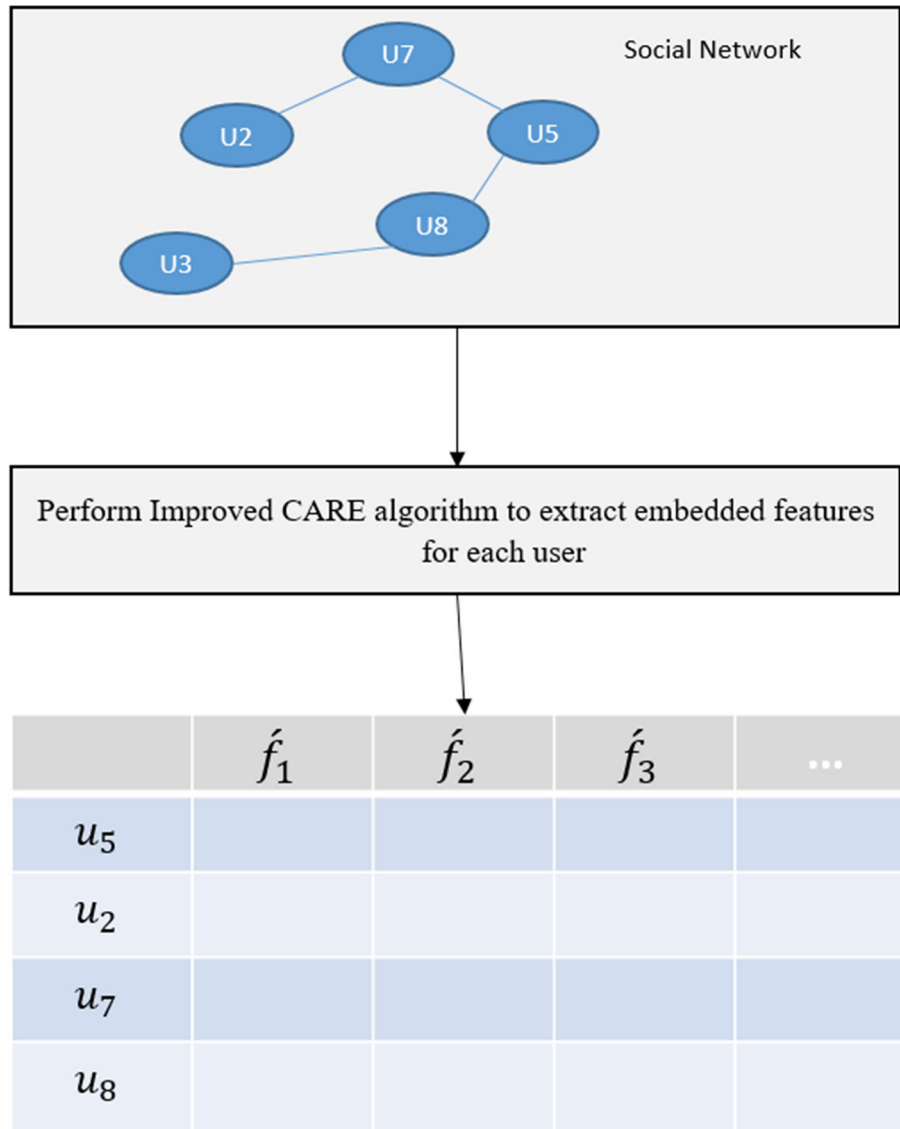 U7
Social Network
U2
U5
U8
U3
Perform Improved CARE algorithm to extract embedded features
for each user
f́₁ f́₂ f́₃ ...
u₅
u₂
u₇
u₈